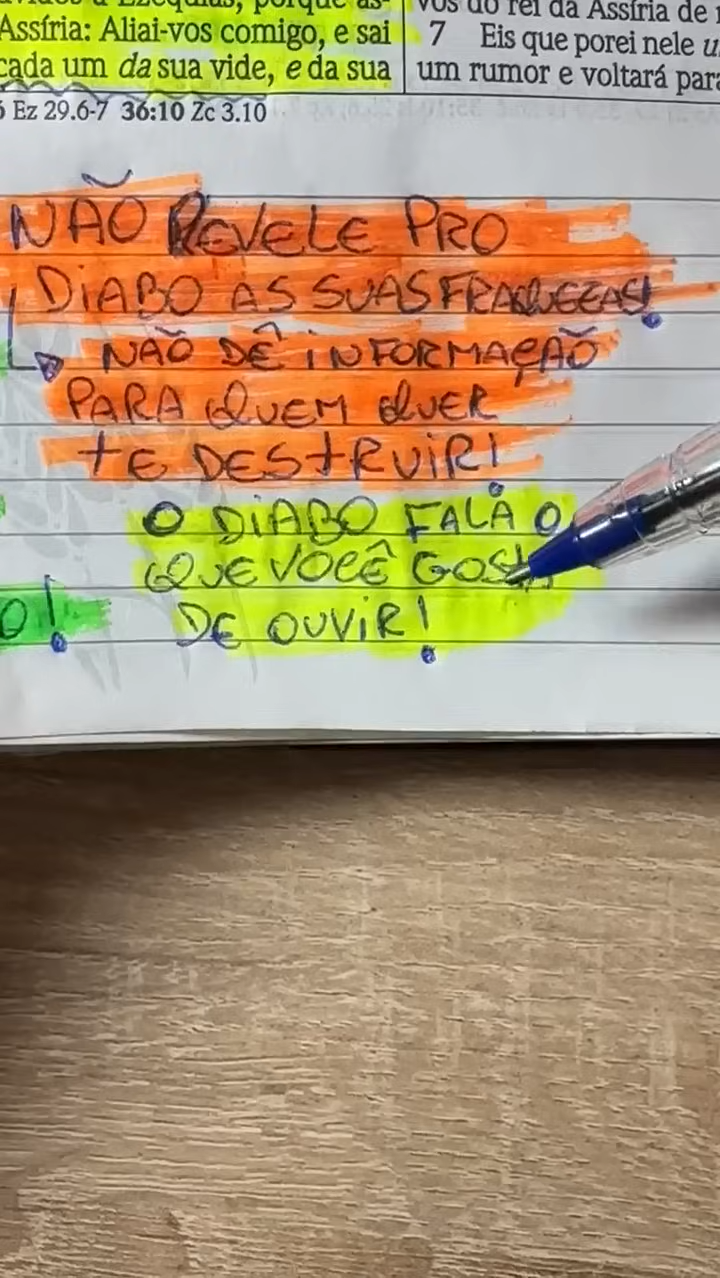 Assíria: Aliai-vos comigo, e sai
cada um da sua vide, e da sua
vos do rei da Assíria de
7 Eis que porei nele
um rumor e voltará
Ez 29.6-7 36:10 Zc 3.10
NÃO REVELE PRO
DIABO AS SUAS FRAQUEZAS!
NÃO DÊ INFORMAÇÃO
PARA QUEM QUER
TE DESTRUIR!
O DIABO FALA O
QUE VOCÊ GOSTA
DE OUVIR!
O!